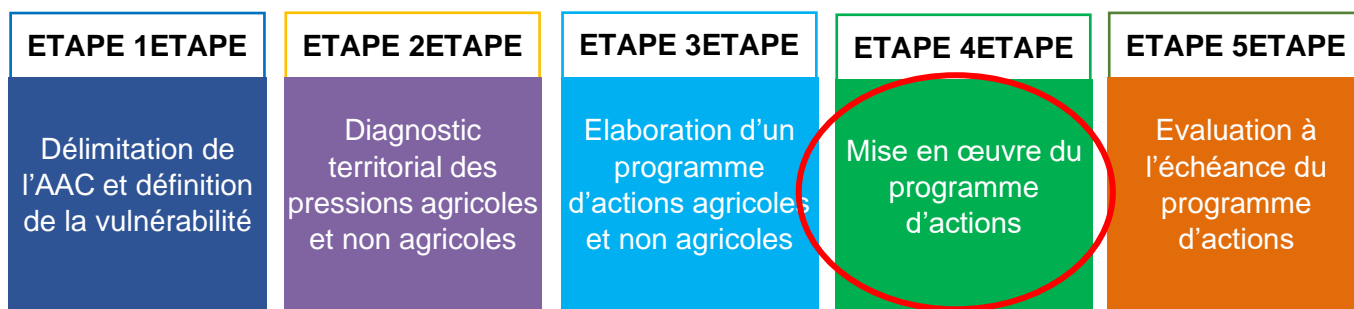 ETAPE 1ETAPE
Délimitation de
l'AAC et définition
de la vulnérabilité
ETAPE 2ETAPE
Diagnostic
territorial des
pressions agricoles
et non agricoles
ETAPE 3ETAPE
Elaboration d'un
programme
d'actions agricoles
et non agricoles
ETAPE 4ETAPE
Mise en œuvre du
programme
d'actions
ETAPE 5ETAPE
Evaluation à
l'échéance du
programme
d'actions